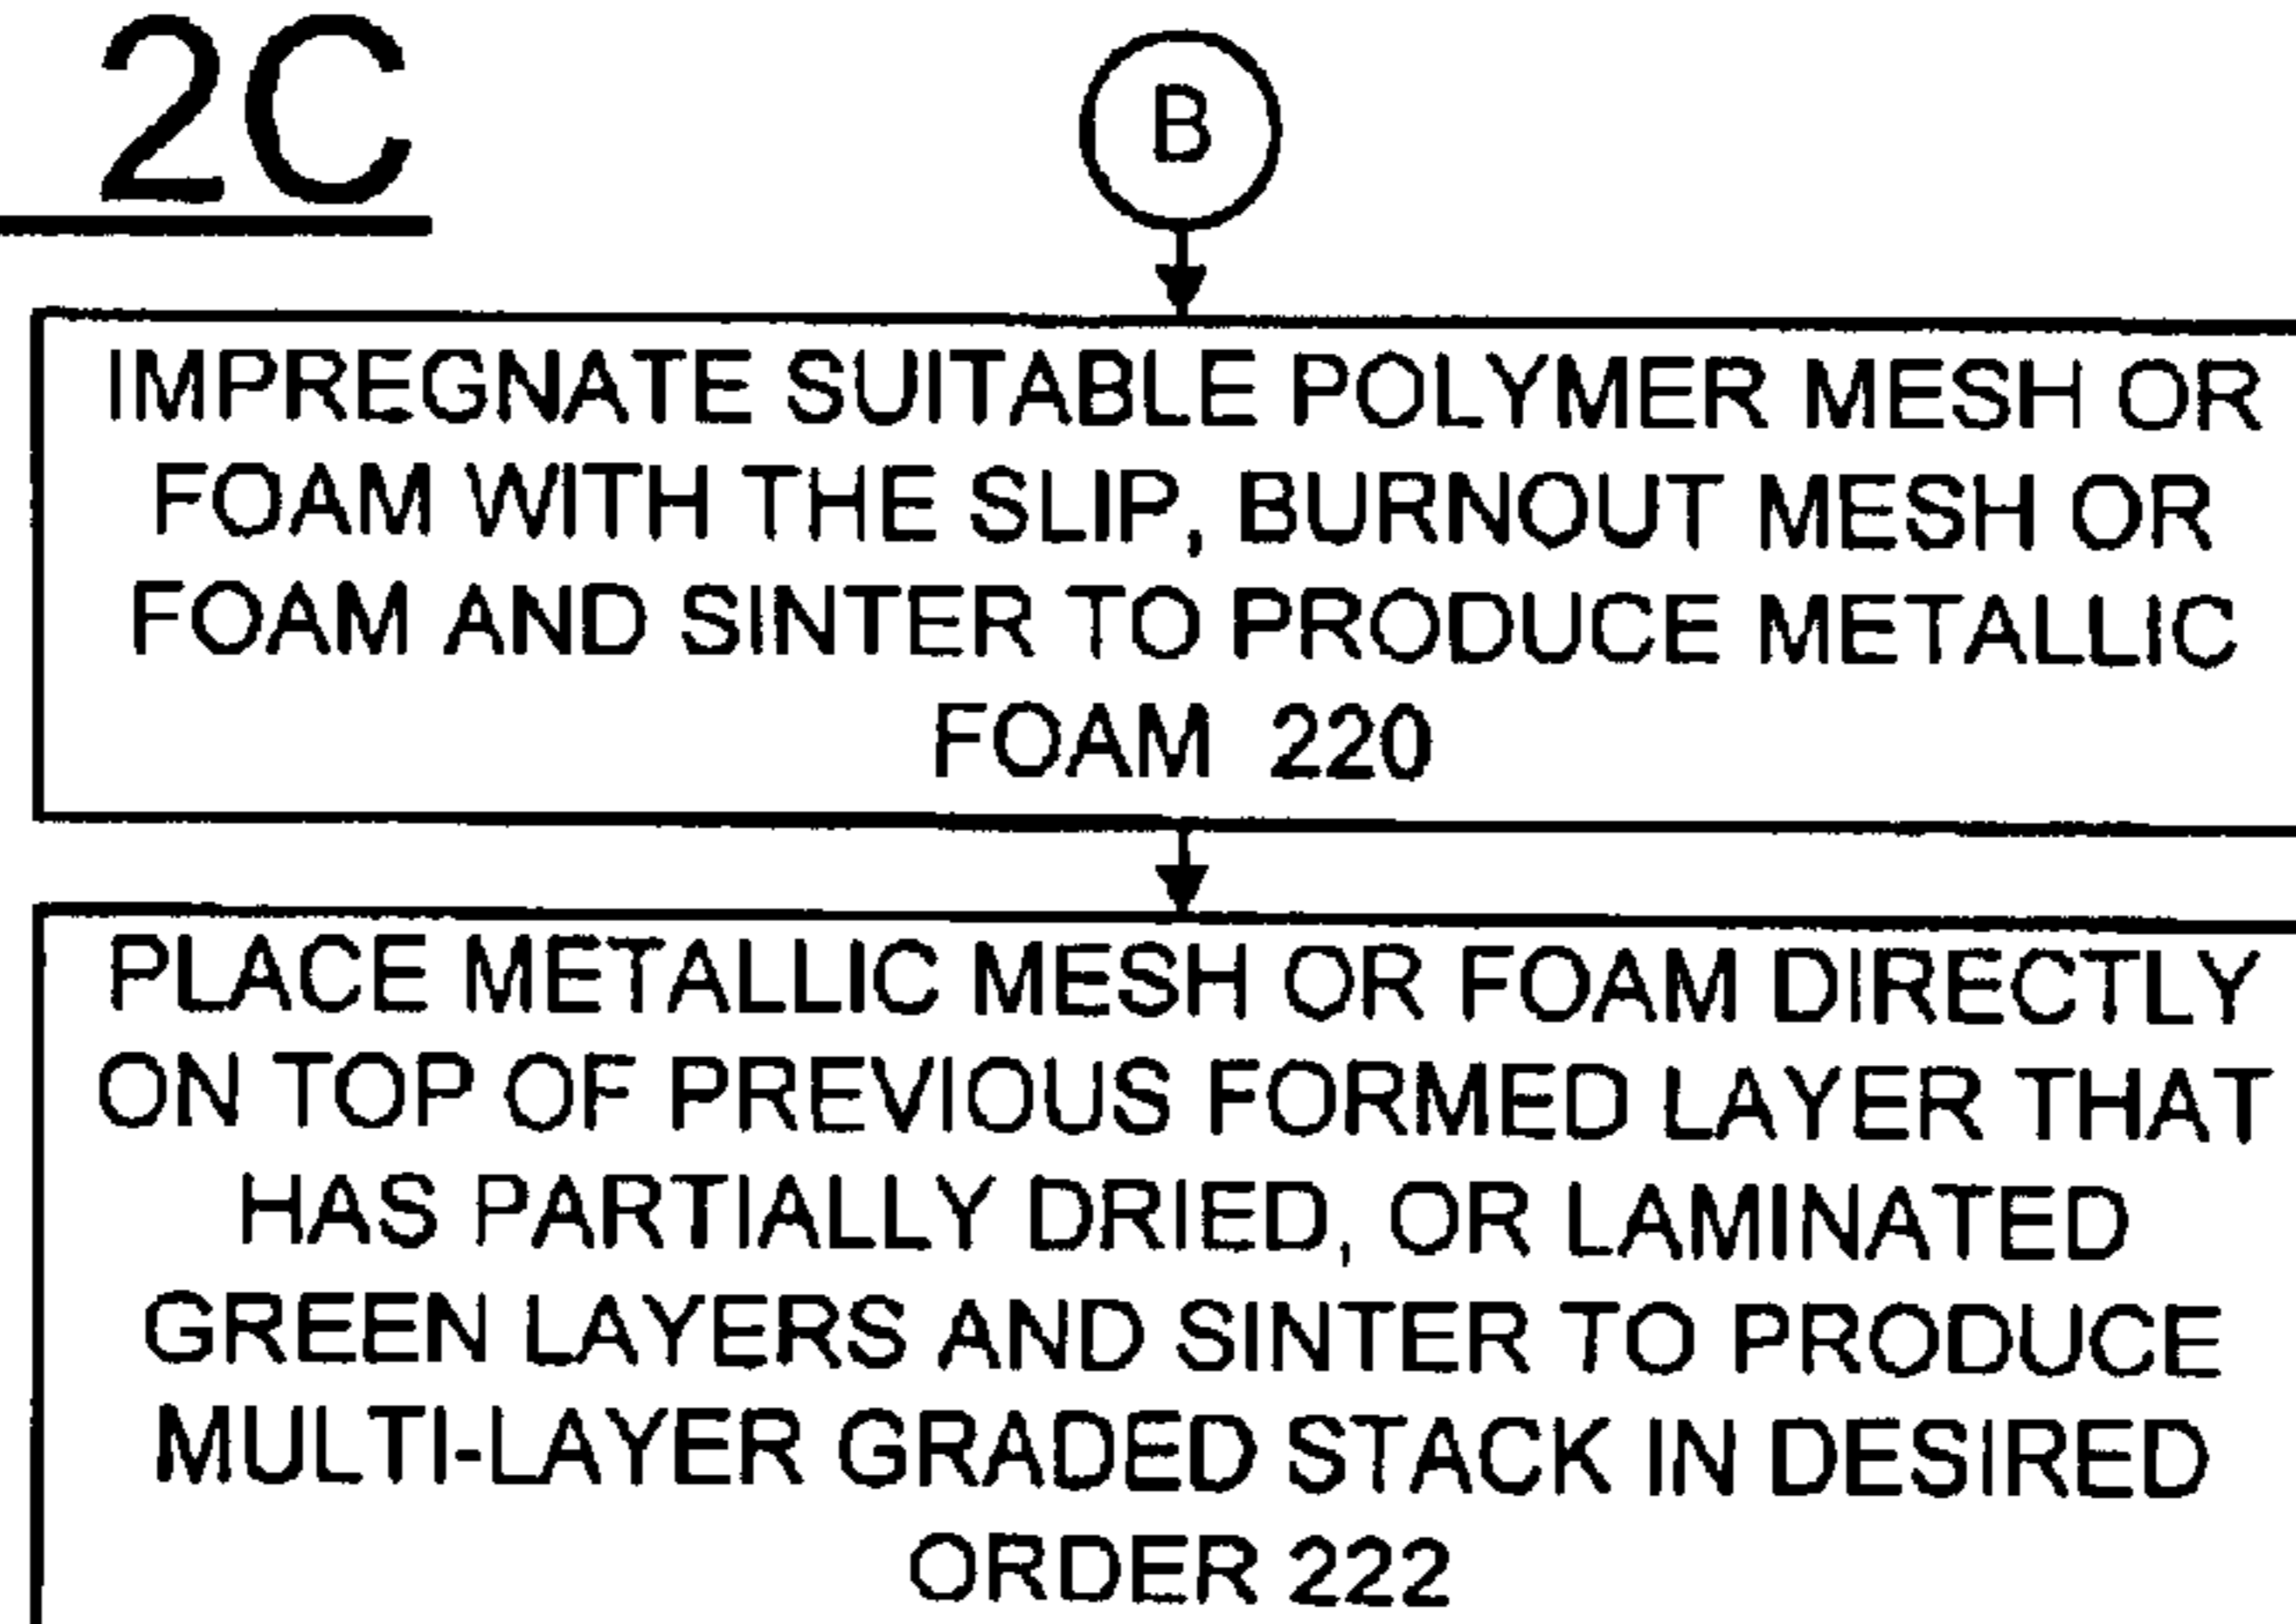 2C
B
IMPREGNATE SUITABLE POLYMER MESH OR
FOAM WITH THE SLIP, BURNOUT MESH OR
FOAM AND SINTER TO PRODUCE METALLIC
FOAM 220
PLACE METALLIC MESH OR FOAM DIRECTLY
ON TOP OF PREVIOUS FORMED LAYER THAT
HAS PARTIALLY DRIED, OR LAMINATED
GREEN LAYERS AND SINTER TO PRODUCE
MULTI-LAYER GRADED STACK IN DESIRED
ORDER 222